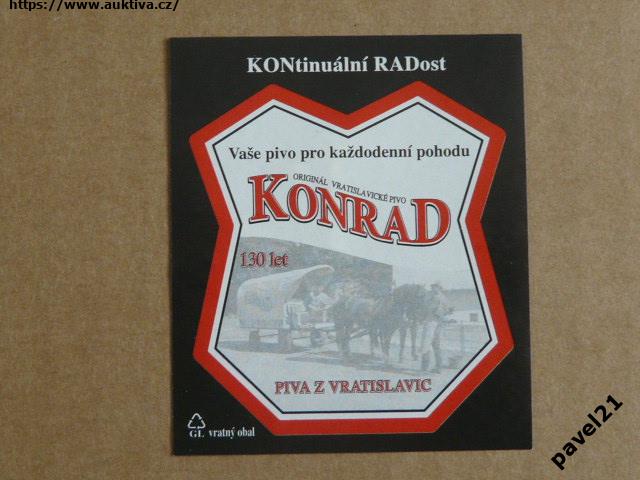 https://www.auktiva.cz/
KONtinuální RADost
Vaše pivo pro každodenní pohodu
ORIGINÁL VRATISLAVICKÉ PIVO
KONRAD
130 let
PIVA Z VRATISLAVIC
GL vratný obal
pavel21